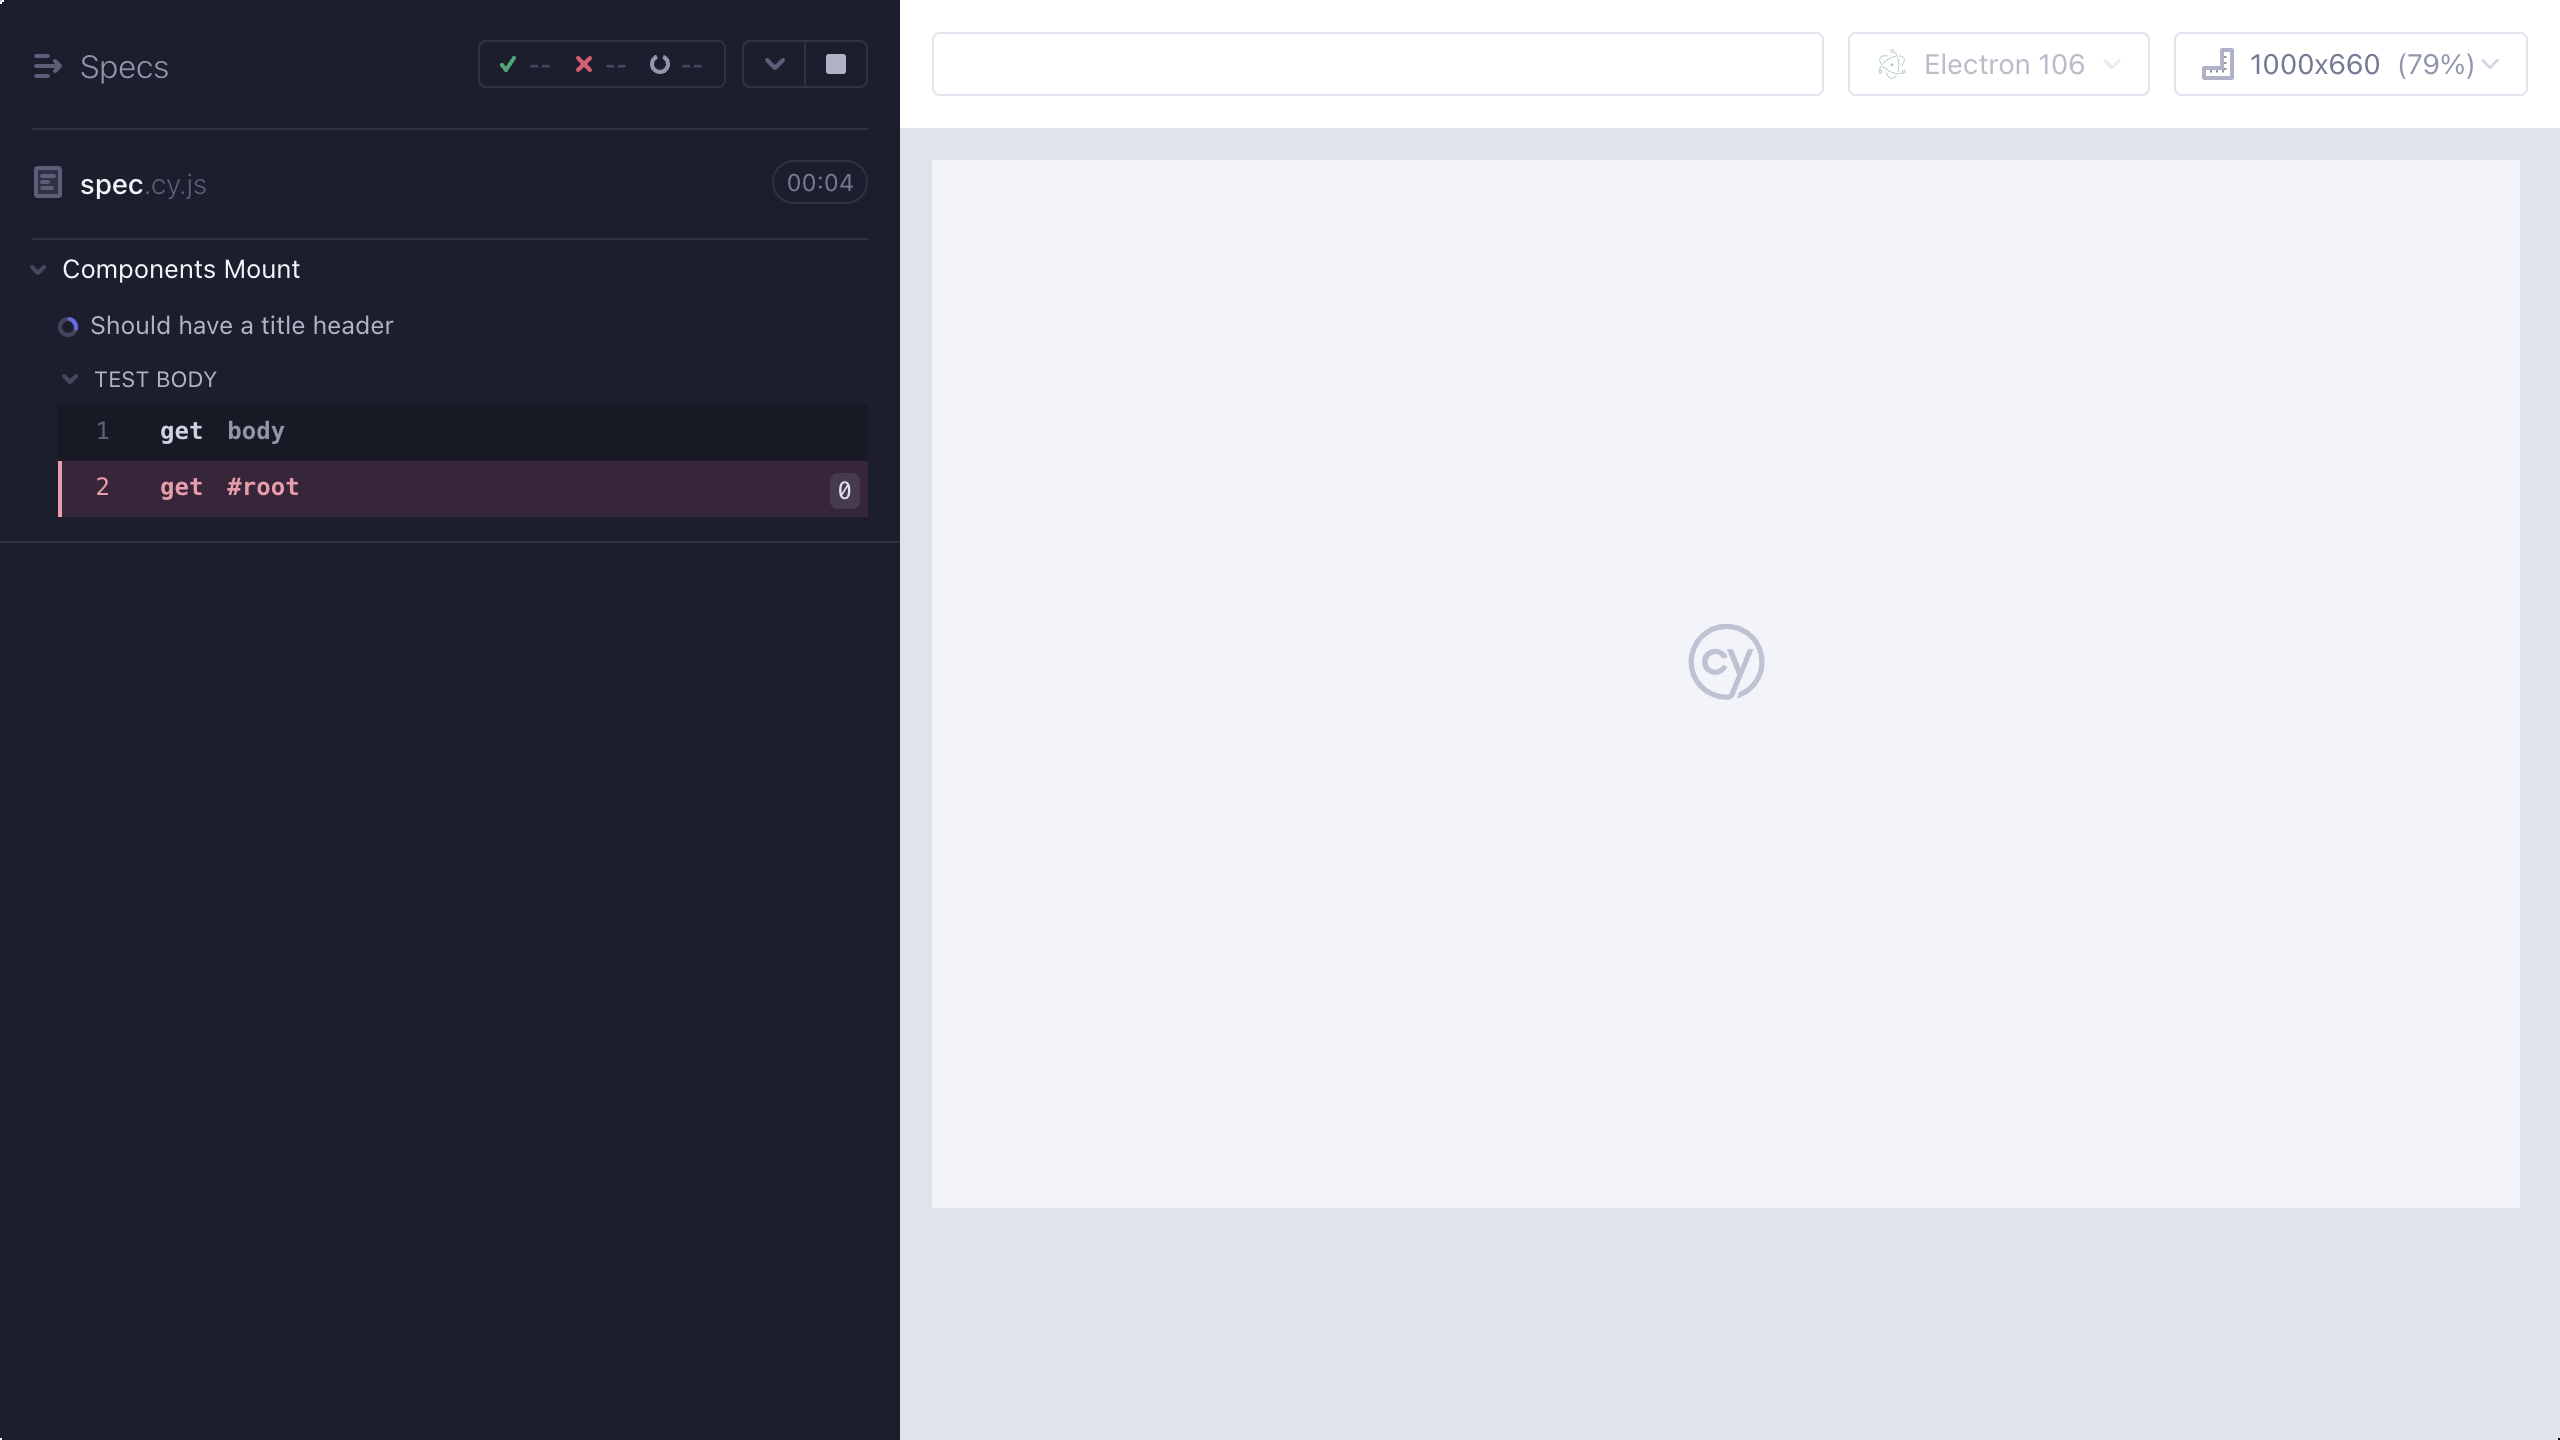 Specs
-- -- --
spec.cy.js
00:04
Components Mount
Should have a title header
TEST BODY
1 get body
2 get #root 0
Electron 106
1000x660 (79%)
cy